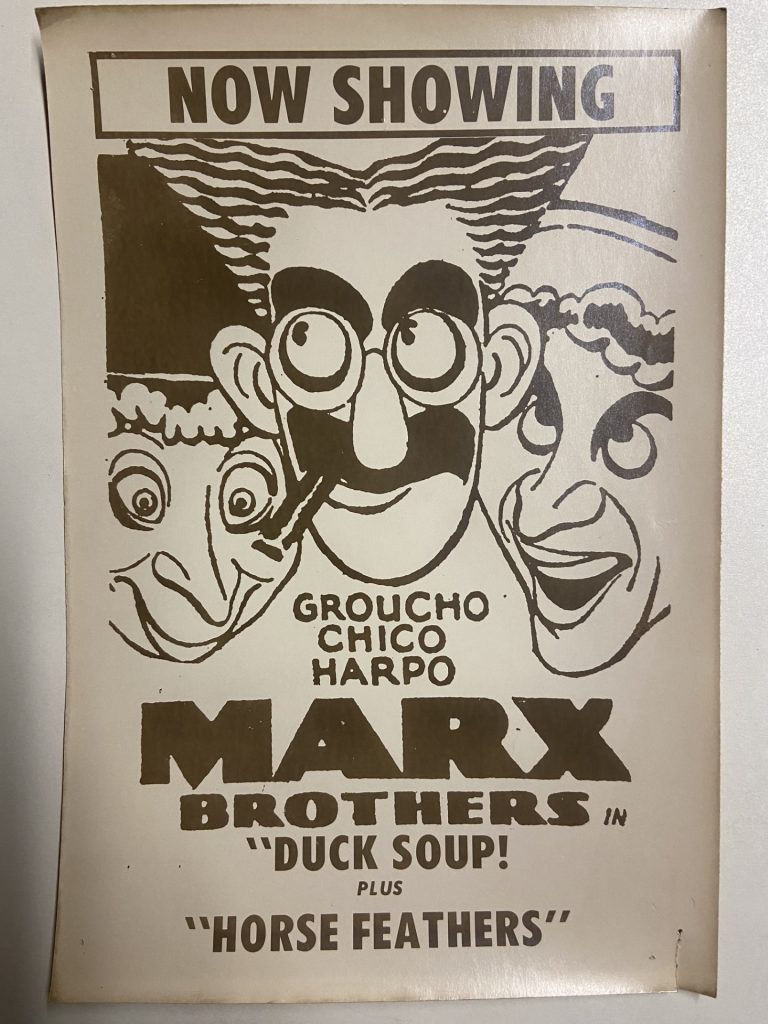 NOW SHOWING
GROUCHO
CHICO
HARPO
MARX
BROTHERS IN
"DUCK SOUP!
PLUS
"HORSE FEATHERS"